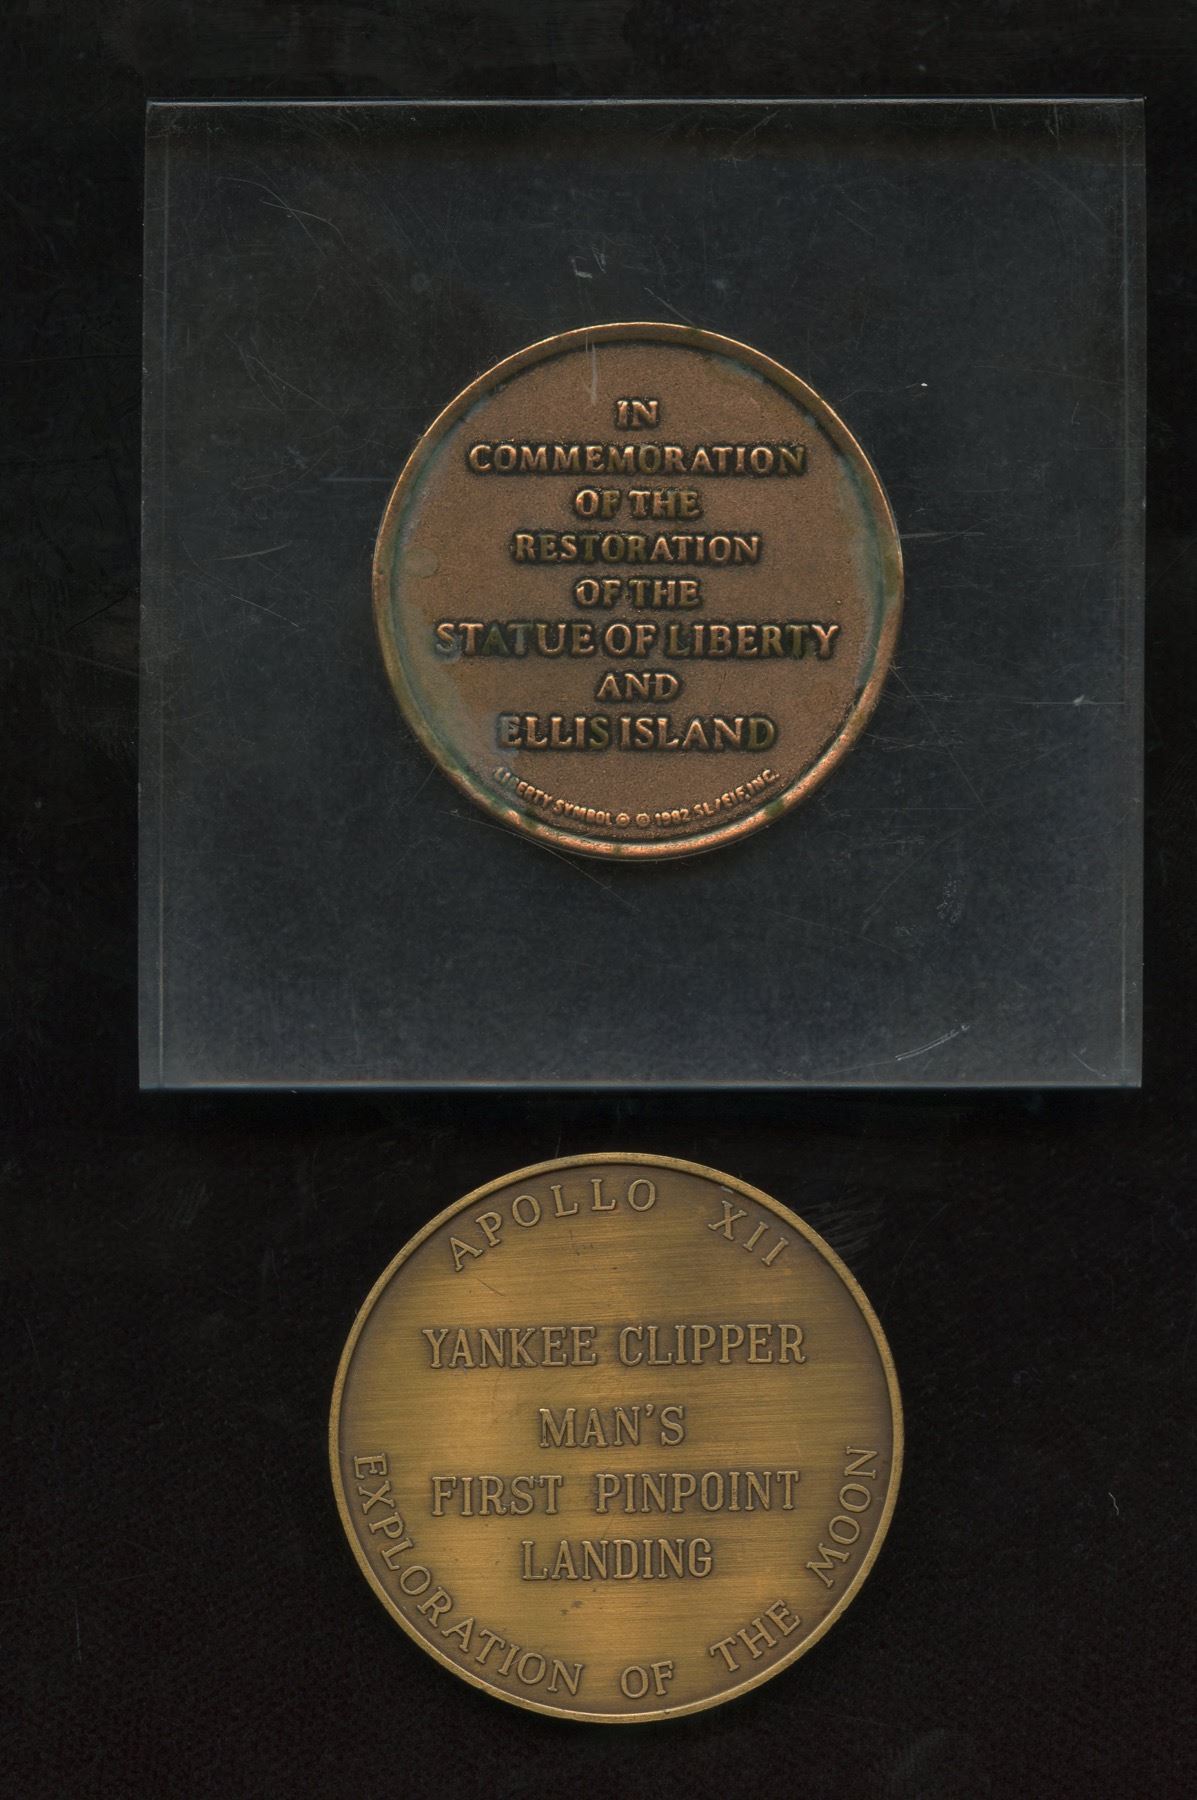 IN
COMMEMORATION
OF THE
RESTORATION
OF THE
STATUE OF LIBERTY
AND
ELLIS ISLAND
LIBERTY SYMBOL © © 1982 SL/EIF, INC.
APOLLO XII
YANKEE CLIPPER
MAN'S
FIRST PINPOINT
LANDING
EXPLORATION OF THE MOON